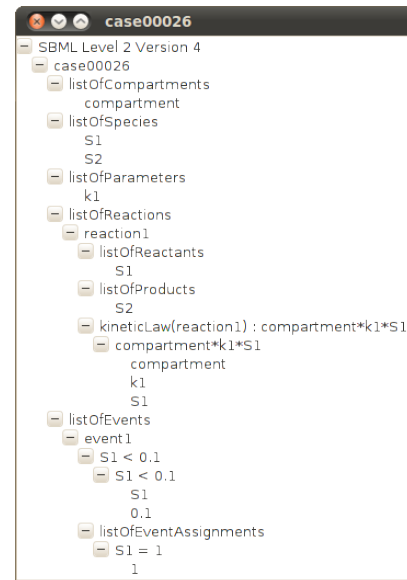 case00026
SBML Level 2 Version 4
case00026
listOfCompartments
compartment
listOfSpecies
S1
S2
listOfParameters
k1
listOfReactions
reaction1
listOfReactants
S1
listOfProducts
S2
kineticLaw(reaction1) : compartment*k1*S1
compartment*k1*S1
compartment
k1
S1
listOfEvents
event1
S1 < 0.1
S1 < 0.1
S1
0.1
listOfEventAssignments
S1 = 1
1